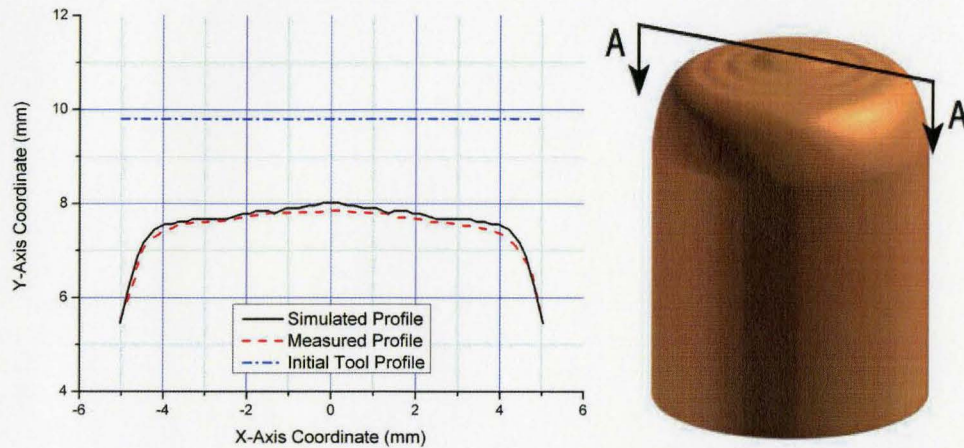 12
10
8
6
4
-6
-4
-2
0
2
4
6
Y-Axis Coordinate (mm)
X-Axis Coordinate (mm)
Simulated Profile
Measured Profile
Initial Tool Profile
A
A